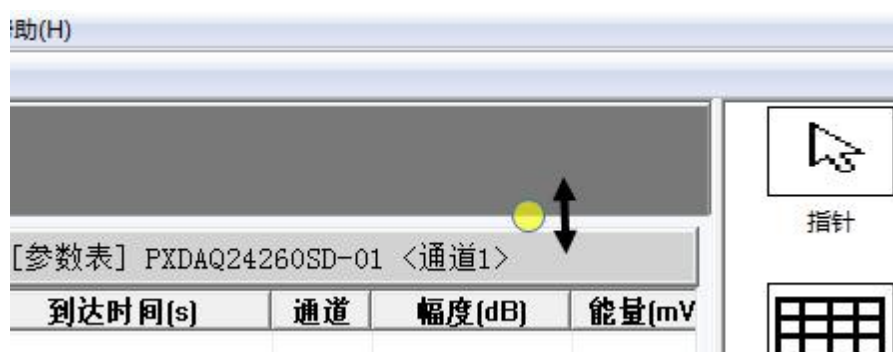 助(H)
指针
[参数表] PXDAQ24260SD-01 <通道1>
到达时间(s) 通道 幅度(dB) 能量(mV